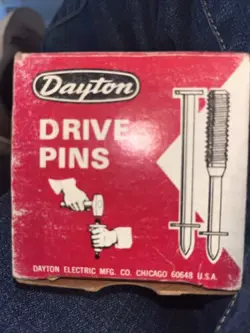 Dayton
DRIVE
PINS
DAYTON ELECTRIC MFG. CO. CHICAGO 60648 U.S.A.